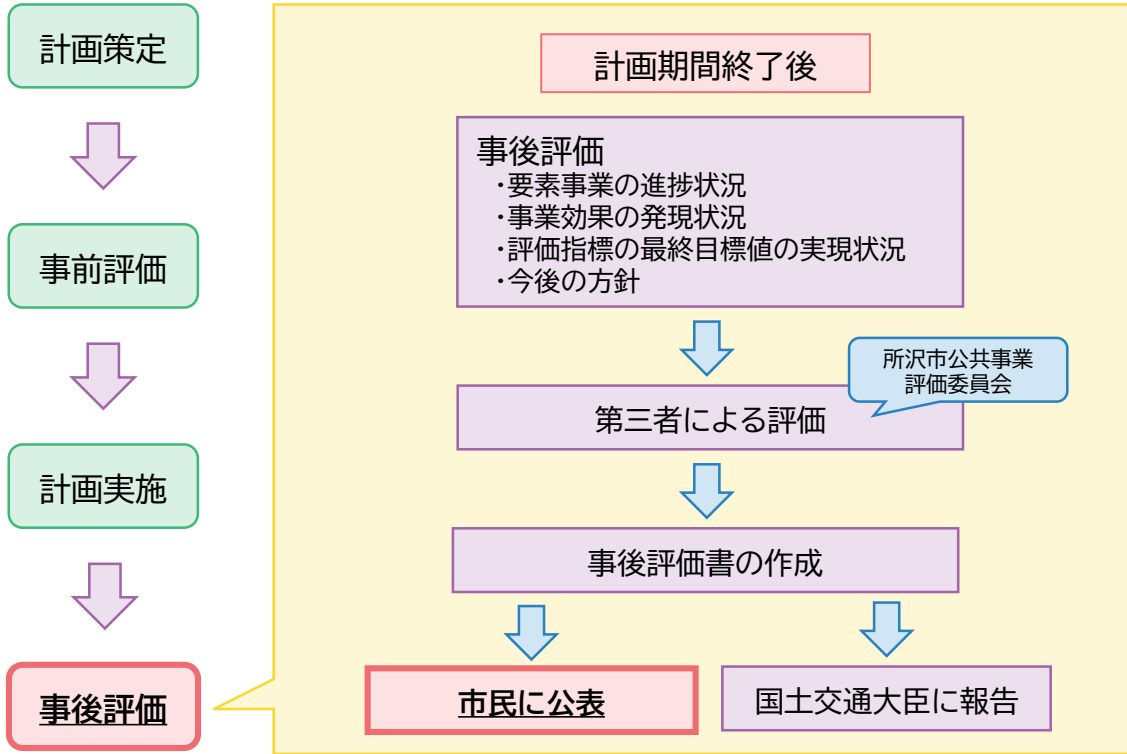 計画策定
事前評価
計画実施
事後評価
計画期間終了後
事後評価
・要素事業の進捗状況
・事業効果の発現状況
・評価指標の最終目標値の実現状況
・今後の方針
所沢市公共事業
評価委員会
第三者による評価
事後評価書の作成
市民に公表
国土交通大臣に報告